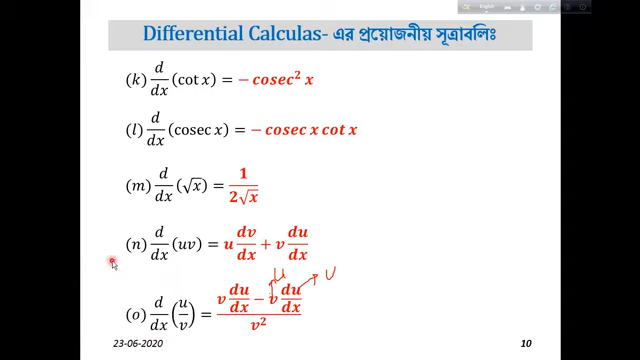 English
Differential Calculas- এর প্রয়োজনীয় সূত্রাবলিঃ
(k) d/dx (cot x) = − cosec² x
(l) d/dx (cosec x) = − cosec x cot x
(m) d/dx (√x) = 1/(2√x)
(n) d/dx (uv) = u dv/dx + v du/dx
u v
(o) d/dx (u/v) = (v du/dx − v du/dx)/v²
23-06-2020 10